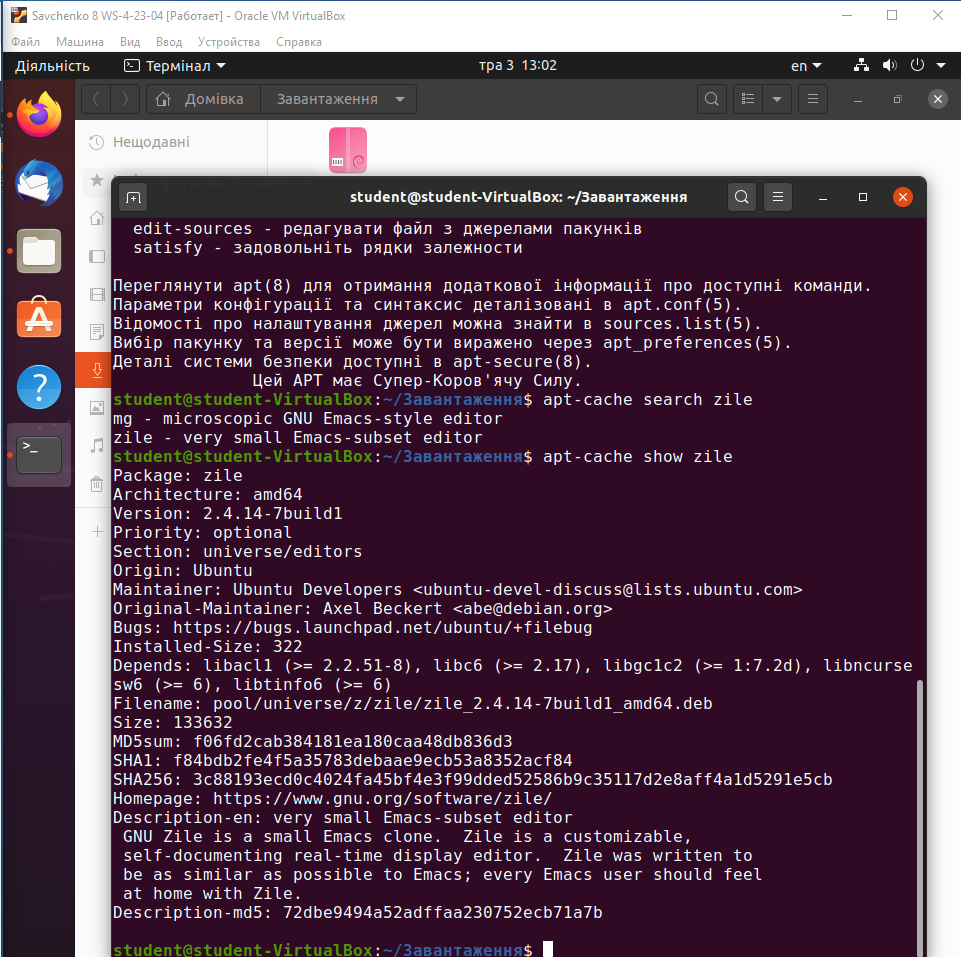 Savchenko 8 WS-4-23-04 [Работает] - Oracle VM VirtualBox
Файл Машина Вид Ввод Устройства Справка
Діяльність Термінал тра 3 13:02 en
Домівка Завантаження
Нещодавні
student@student-VirtualBox: ~/Завантаження
edit-sources - редагувати файл з джерелами пакунків
satisfy - задовольніть рядки залежности
Переглянути apt(8) для отримання додаткової інформації про доступні команди.
Параметри конфігурації та синтаксис деталізовані в apt.conf(5).
Відомості про налаштування джерел можна знайти в sources.list(5).
Вибір пакунку та версії може бути виражено через apt_preferences(5).
Деталі системи безпеки доступні в apt-secure(8).
Цей APT має Супер-Коров'ячу Силу.
student@student-VirtualBox:~/Завантаження$ apt-cache search zile
mg - microscopic GNU Emacs-style editor
zile - very small Emacs-subset editor
student@student-VirtualBox:~/Завантаження$ apt-cache show zile
Package: zile
Architecture: amd64
Version: 2.4.14-7build1
Priority: optional
Section: universe/editors
Origin: Ubuntu
Maintainer: Ubuntu Developers <ubuntu-devel-discuss@lists.ubuntu.com>
Original-Maintainer: Axel Beckert <abe@debian.org>
Bugs: https://bugs.launchpad.net/ubuntu/+filebug
Installed-Size: 322
Depends: libacl1 (>= 2.2.51-8), libc6 (>= 2.17), libgc1c2 (>= 1:7.2d), libncurse
sw6 (>= 6), libtinfo6 (>= 6)
Filename: pool/universe/z/zile/zile_2.4.14-7build1_amd64.deb
Size: 133632
MD5sum: f06fd2cab384181ea180caa48db836d3
SHA1: f84bdb2fe4f5a35783debaae9ecb53a8352acf84
SHA256: 3c88193ecd0c4024fa45bf4e3f99dded52586b9c35117d2e8aff4a1d5291e5cb
Homepage: https://www.gnu.org/software/zile/
Description-en: very small Emacs-subset editor
GNU Zile is a small Emacs clone.  Zile is a customizable,
self-documenting real-time display editor.  Zile was written to
be as similar as possible to Emacs; every Emacs user should feel
at home with Zile.
Description-md5: 72dbe9494a52adffaa230752ecb71a7b
student@student-VirtualBox:~/Завантаження$